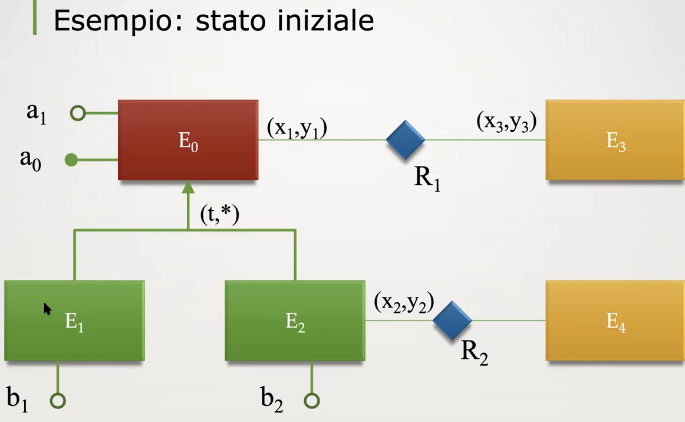 Esempio: stato iniziale
a₁
a₀
E₀
(x₁,y₁)
R₁
(x₃,y₃)
E₃
(t,*)
E₁
E₂
(x₂,y₂)
R₂
E₄
b₁
b₂